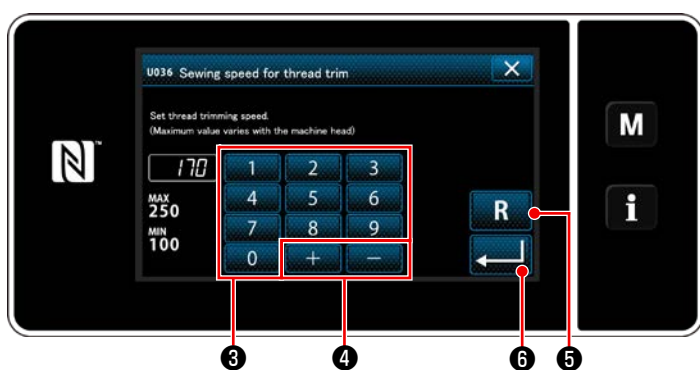 U036 Sewing speed for thread trim
Set thread trimming speed.
(Maximum value varies with the machine head)
170
MAX
250
MIN
100
1 2 3
4 5 6
7 8 9
0 + −
R
M
i
N™
❸ ❹ ❻ ❺